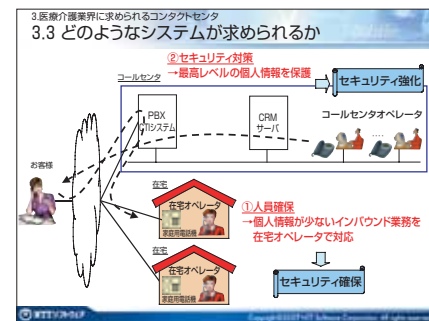 3.医療介護業界に求められるコンタクトセンタ
3.3 どのようなシステムが求められるか
②セキュリティ対策
→最高レベルの個人情報を保護
セキュリティ強化
コールセンタ
PBX
CTIシステム
CRM
サーバ
コールセンタオペレータ
....
お客様
在宅
在宅オペレータ
家庭用電話機
①人員確保
→個人情報が少ないインバウンド業務を
在宅オペレータで対応
在宅
在宅オペレータ
家庭用電話機
セキュリティ確保
NTTソフトウェア